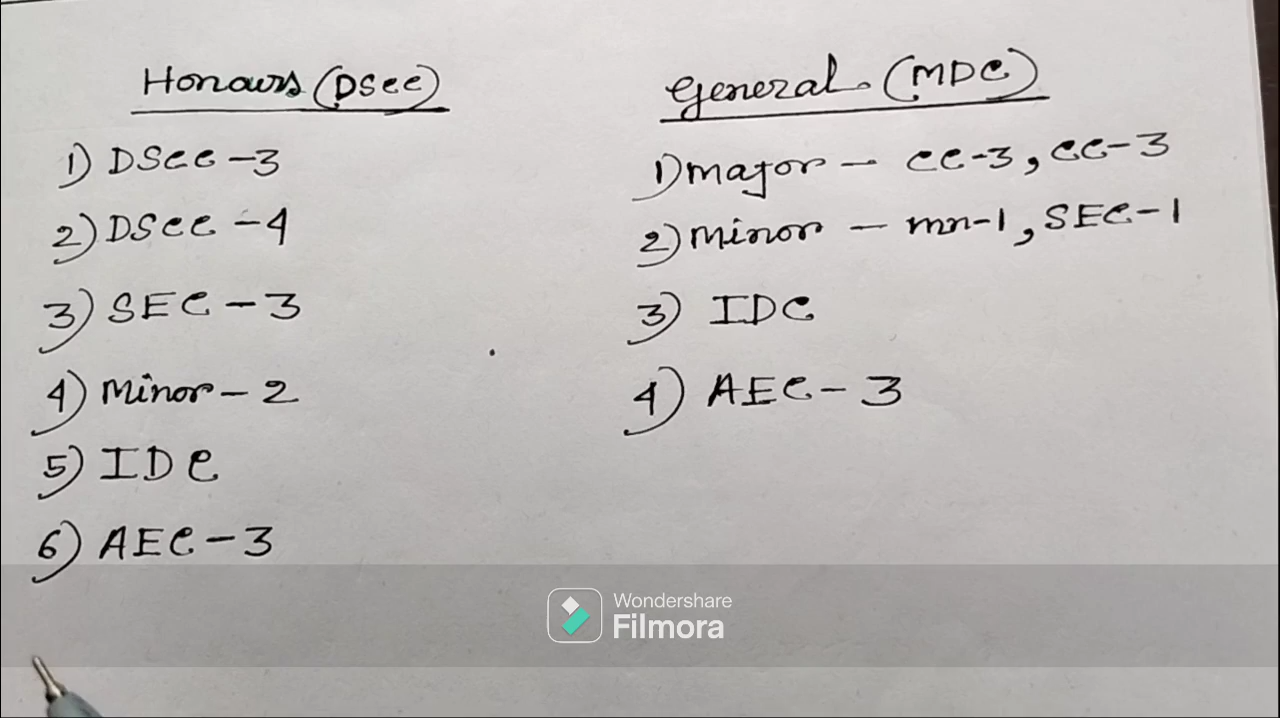 Honours (DSCC)
1) DSCC-3
2) DSCC-4
3) SEC-3
4) Minor-2
5) IDC
6) AEC-3
General (MDC)
1) major - CC-3, CC-3
2) Minor - mn-1, SEC-1
3) IDC
4) AEC-3
Wondershare
Filmora